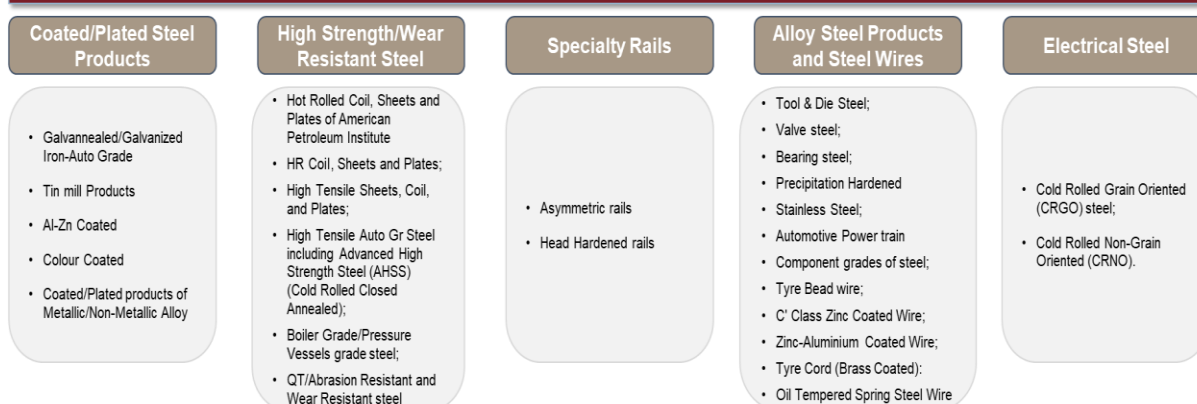 Coated/Plated Steel
Products
Galvannealed/Galvanized
Iron-Auto Grade
Tin mill Products
Al-Zn Coated
Colour Coated
Coated/Plated products of
Metallic/Non-Metallic Alloy
High Strength/Wear
Resistant Steel
Hot Rolled Coil, Sheets and
Plates of American
Petroleum Institute
HR Coil, Sheets and Plates;
High Tensile Sheets, Coil,
and Plates;
High Tensile Auto Gr Steel
including Advanced High
Strength Steel (AHSS)
(Cold Rolled Closed
Annealed);
Boiler Grade/Pressure
Vessels grade steel;
QT/Abrasion Resistant and
Wear Resistant steel
Specialty Rails
Asymmetric rails
Head Hardened rails
Alloy Steel Products
and Steel Wires
Tool & Die Steel;
Valve steel;
Bearing steel;
Precipitation Hardened
Stainless Steel;
Automotive Power train
Component grades of steel;
Tyre Bead wire;
C' Class Zinc Coated Wire;
Zinc-Aluminium Coated Wire;
Tyre Cord (Brass Coated):
Oil Tempered Spring Steel Wire
Electrical Steel
Cold Rolled Grain Oriented
(CRGO) steel;
Cold Rolled Non-Grain
Oriented (CRNO).